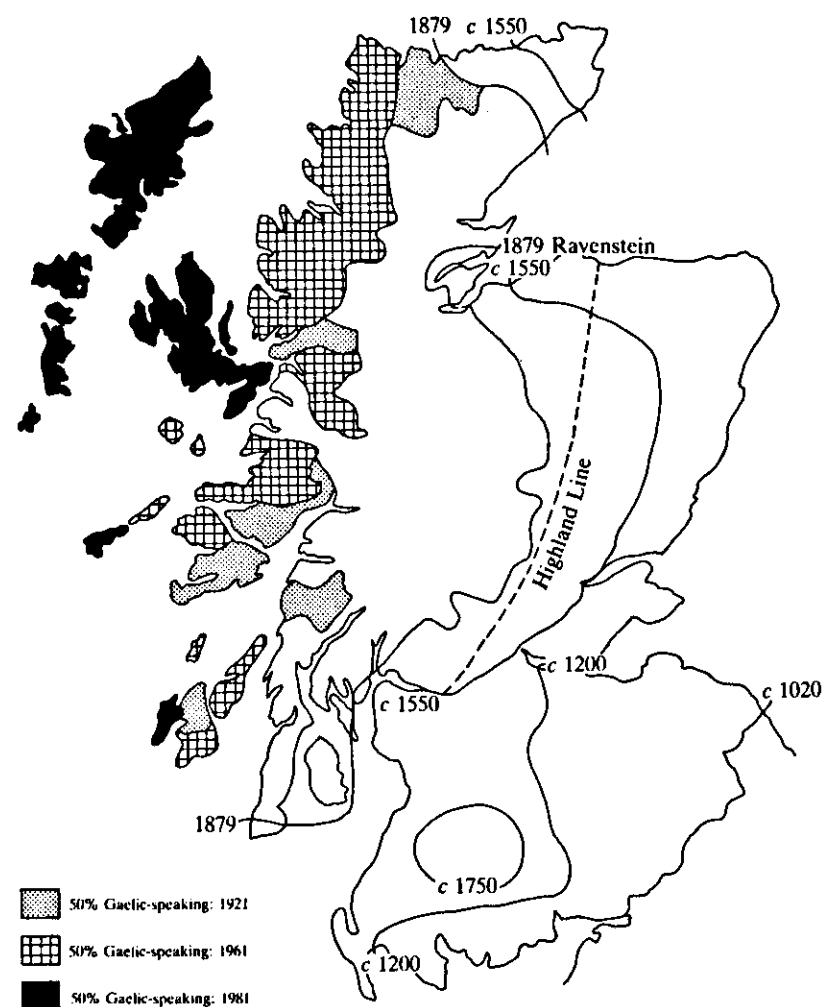 1879 c 1550
1879 Ravenstein
c 1550
Highland Line
c 1200
c 1020
c 1550
1879
c 1750
c 1200
50% Gaelic-speaking: 1921
50% Gaelic-speaking: 1961
50% Gaelic-speaking: 1981